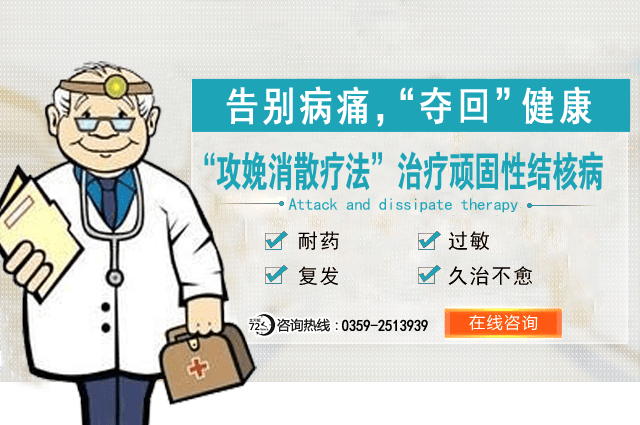 告别病痛，“夺回”健康
“攻娩消散疗法”治疗顽固性结核病
Attack and dissipate therapy
耐药
过敏
复发
久治不愈
72
咨询热线：0359-2513939
在线咨询